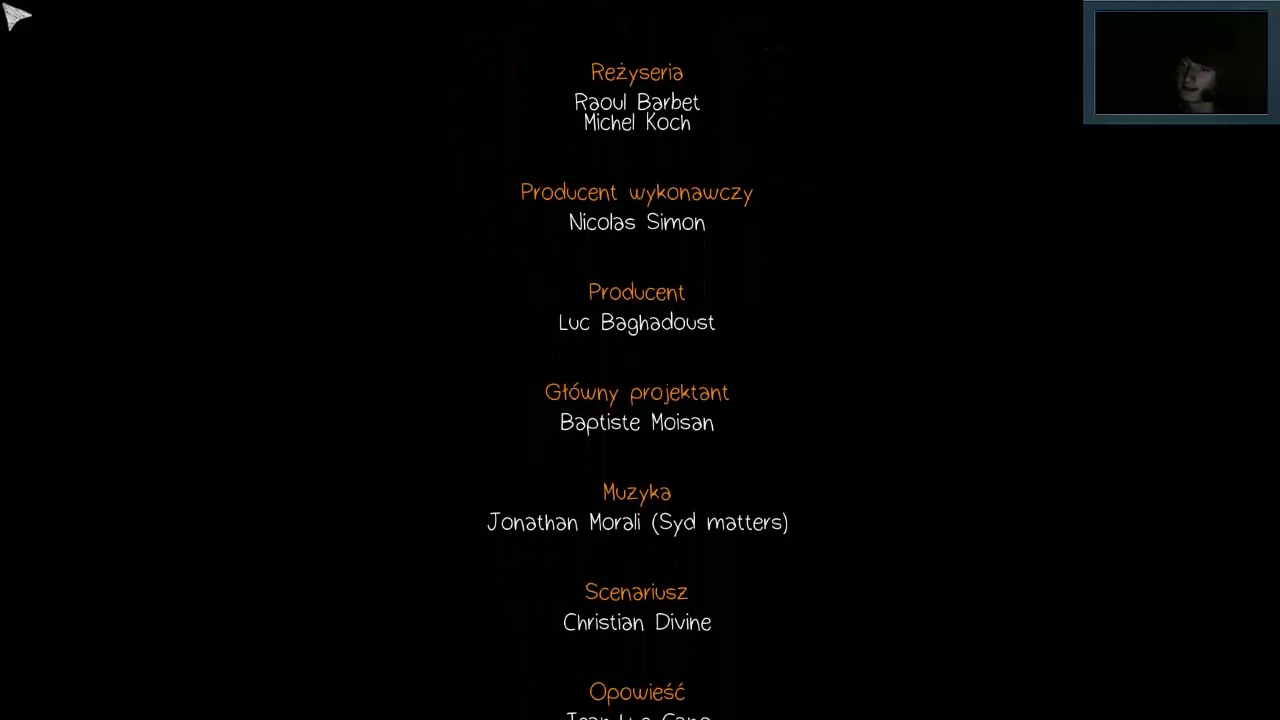 Reżyseria
Raoul Barbet
Michel Koch
Producent wykonawczy
Nicolas Simon
Producent
Luc Baghadoust
Główny projektant
Baptiste Moisan
Muzyka
Jonathan Morali (Syd matters)
Scenariusz
Christian Divine
Opowieść